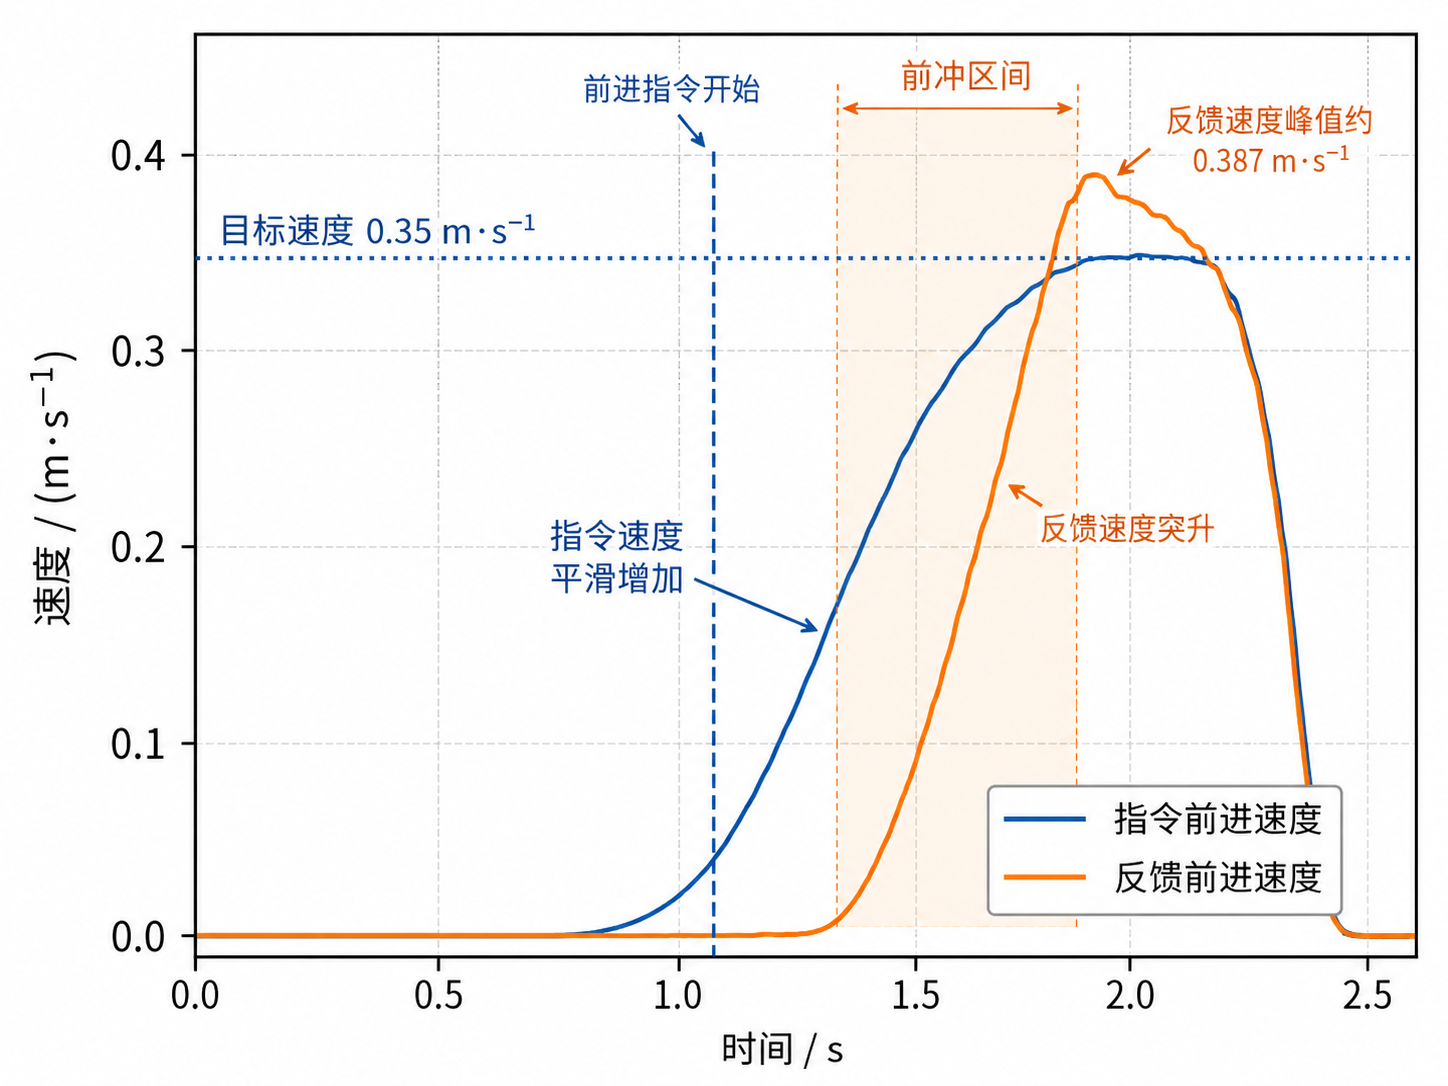 前进指令开始
前冲区间
反馈速度峰值约
0.387 m·s⁻¹
目标速度 0.35 m·s⁻¹
指令速度
平滑增加
反馈速度突升
指令前进速度
反馈前进速度
0.4
0.3
0.2
0.1
0.0
速度 / (m·s⁻¹)
0.0 0.5 1.0 1.5 2.0 2.5
时间 / s